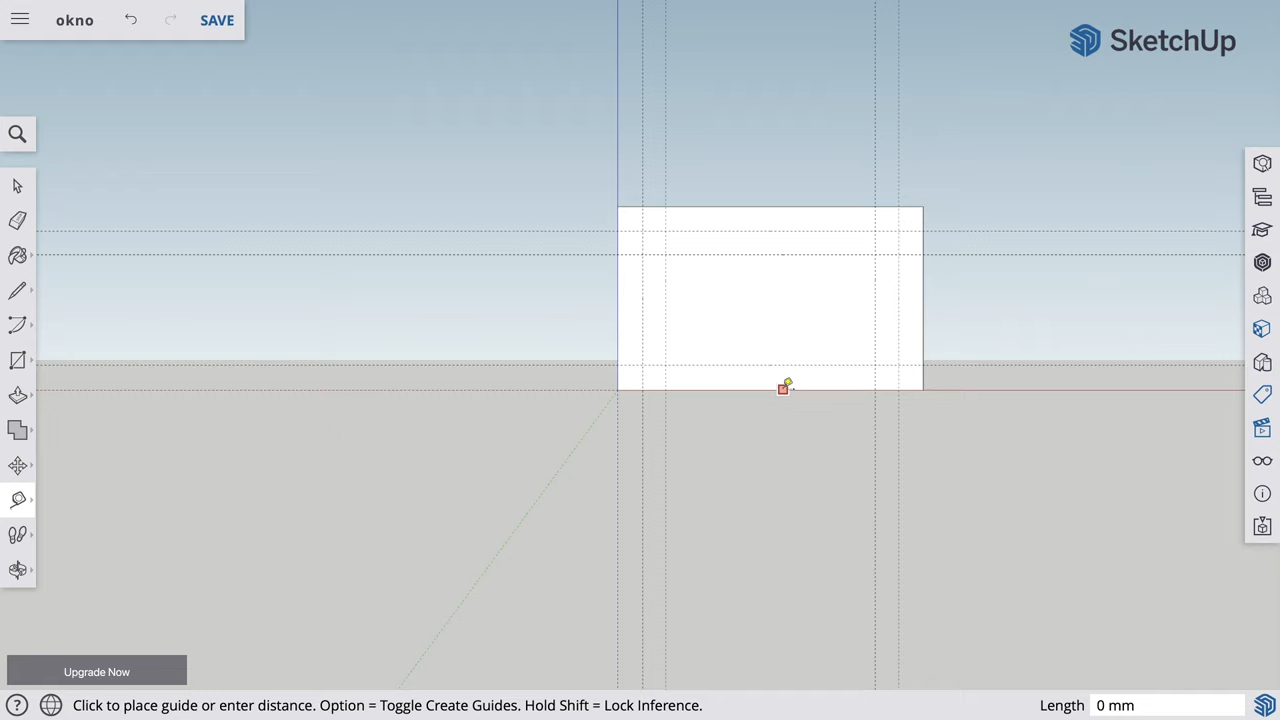 okno
SAVE
SketchUp
Upgrade Now
Click to place guide or enter distance. Option = Toggle Create Guides. Hold Shift = Lock Inference.
Length 0 mm